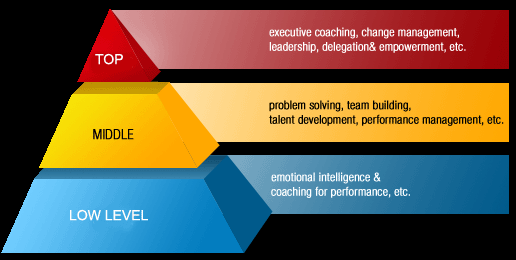 TOP
executive coaching, change management,
leadership, delegation& empowerment, etc.
MIDDLE
problem solving, team building,
talent development, performance management, etc.
LOW LEVEL
emotional intelligence &
coaching for performance, etc.